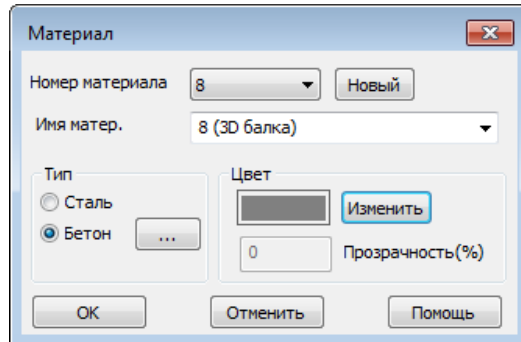 Материал
Номер материала 8 Новый
Имя матер. 8 (3D балка)
Тип Цвет
Сталь Изменить
Бетон ... 0 Прозрачность(%)
OK Отменить Помощь